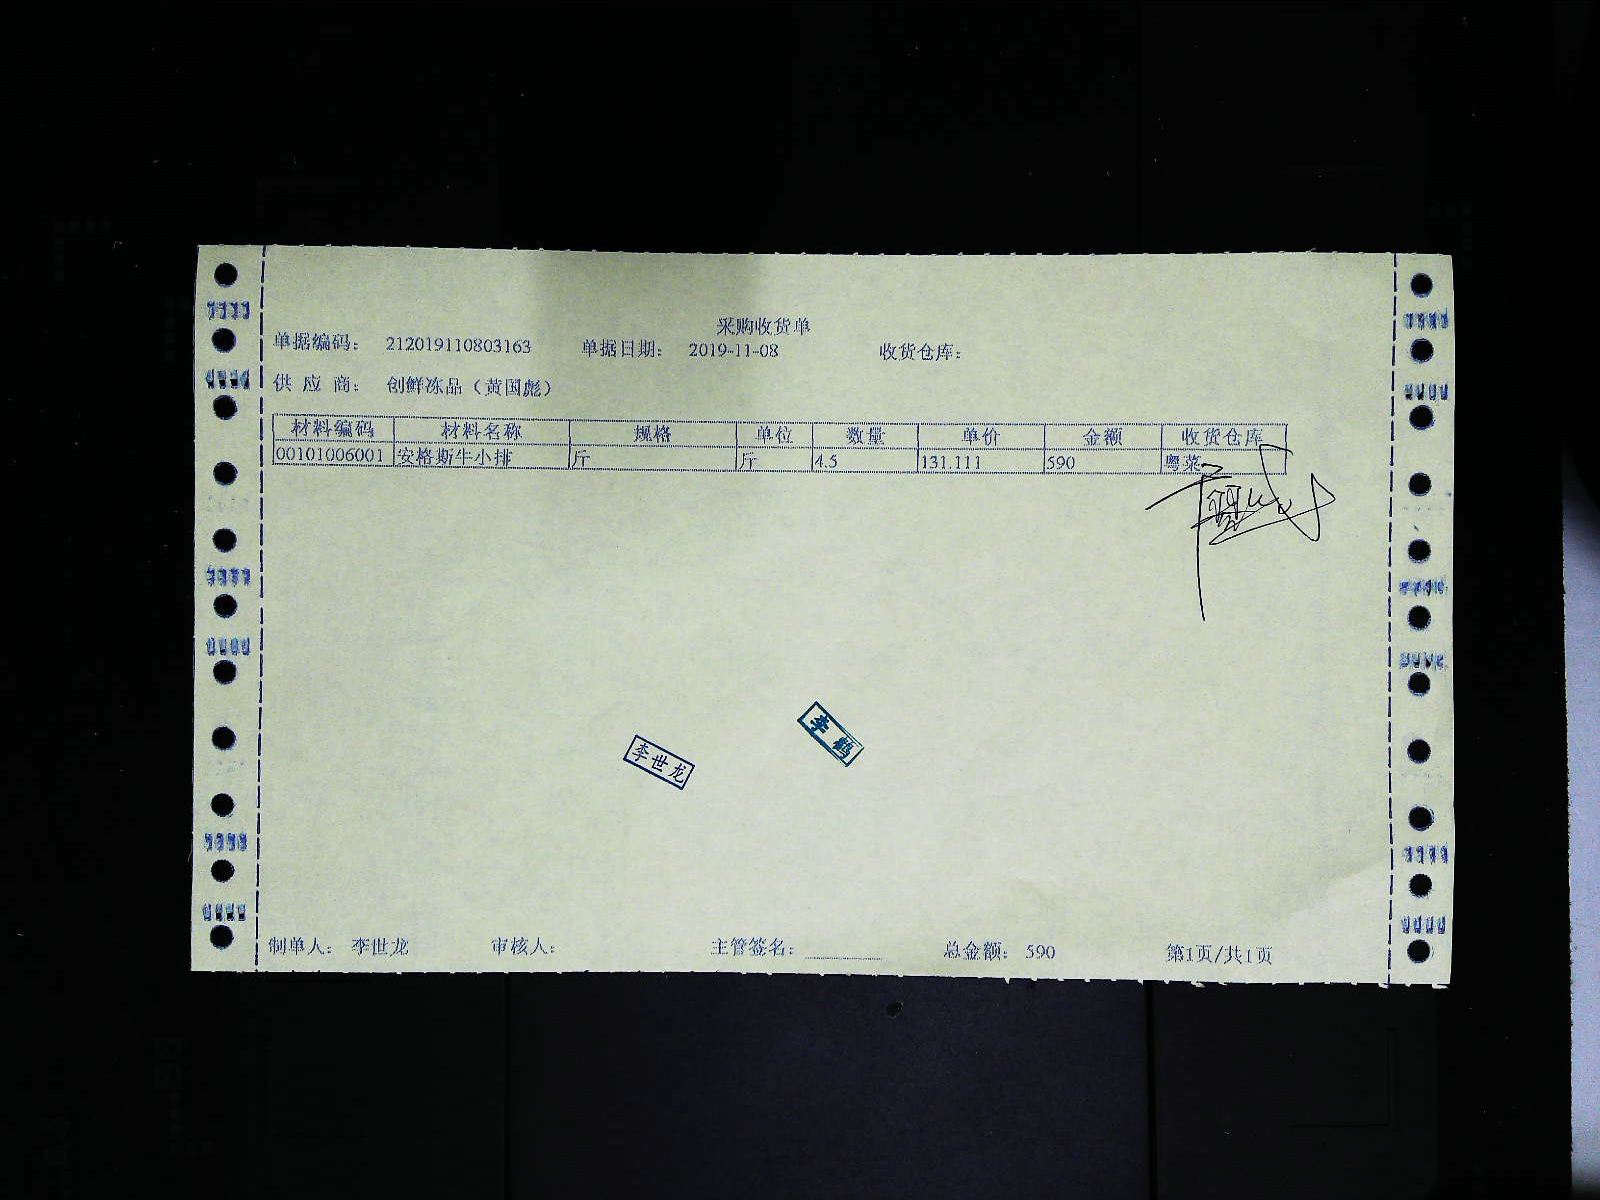 采购收货单
单据编码： 212019110803163 单据日期： 2019-11-08 收货仓库：
供 应 商： 创鲜冻品（黄国彪）
材料编码 材料名称 规格 单位 数量 单价 金额 收货仓库
00101006001 安格斯牛小排 斤 斤 4.5 131.111 590 粤菜
李鹤
李世龙
制单人： 李世龙 审核人： 主管签名： 总金额： 590 第1页/共1页